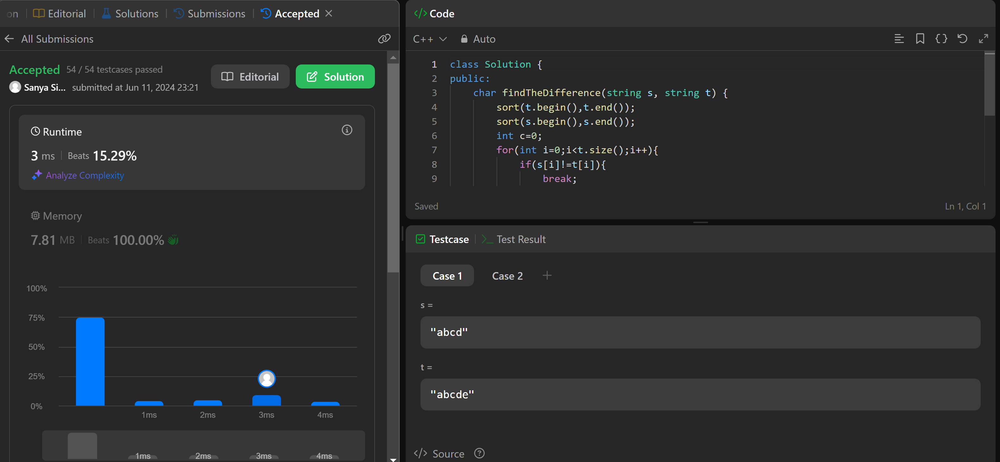 on | Editorial | Solutions | Submissions | Accepted
All Submissions
Accepted 54 / 54 testcases passed
Sanya Si... submitted at Jun 11, 2024 23:21
Editorial
Solution
Runtime
3 ms | Beats 15.29%
Analyze Complexity
Memory
7.81 MB | Beats 100.00%
100%
75%
50%
25%
0%
1ms 2ms 3ms 4ms
1ms 2ms 3ms 4ms
</> Code
C++ Auto
1 class Solution {
2 public:
3 char findTheDifference(string s, string t) {
4 sort(t.begin(),t.end());
5 sort(s.begin(),s.end());
6 int c=0;
7 for(int i=0;i<t.size();i++){
8 if(s[i]!=t[i]){
9 break;
Saved
Ln 1, Col 1
Testcase | >_ Test Result
Case 1 Case 2 +
s =
"abcd"
t =
"abcde"
</> Source ?